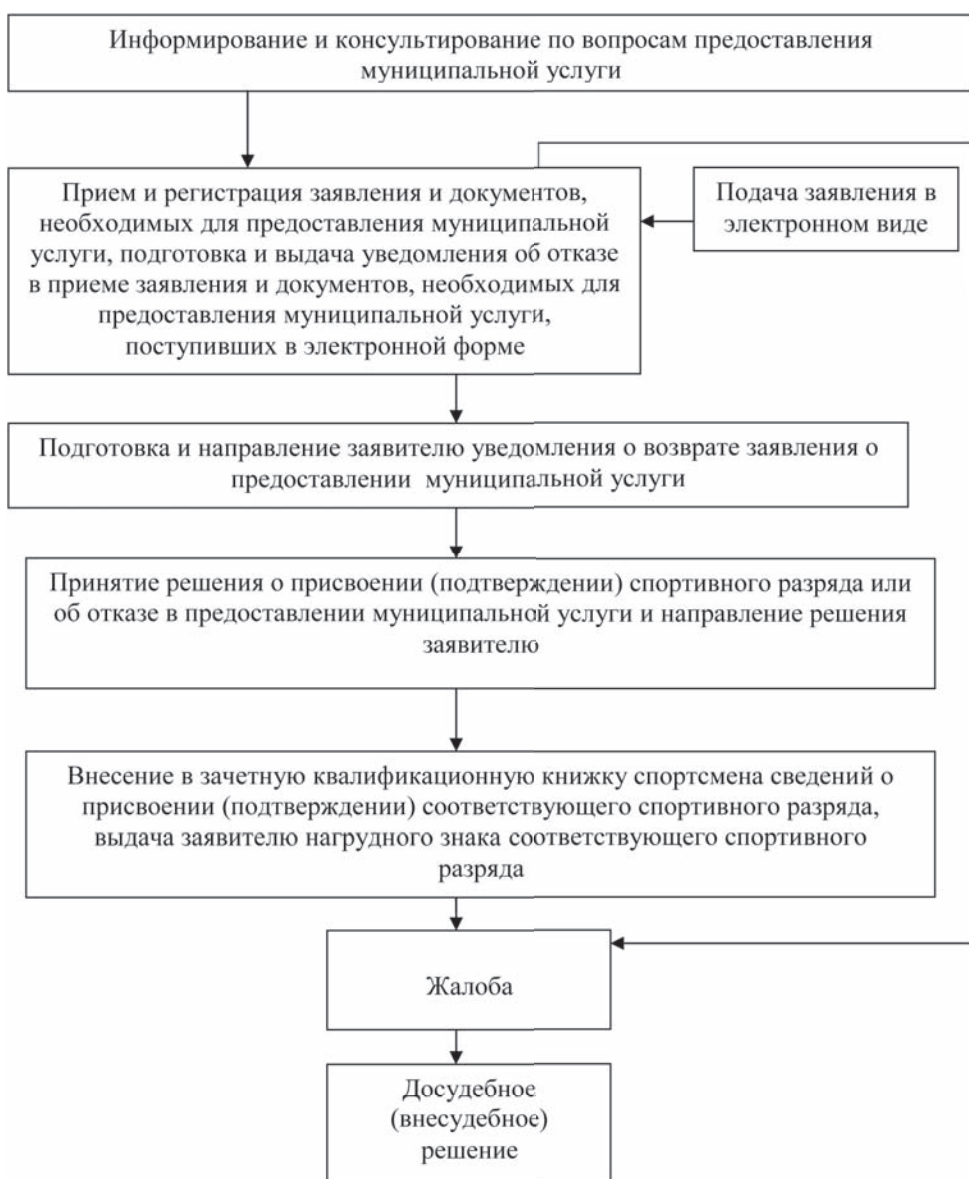 Информирование и консультирование по вопросам предоставления
муниципальной услуги
Прием и регистрация заявления и документов,
необходимых для предоставления муниципальной
услуги, подготовка и выдача уведомления об отказе
в приеме заявления и документов, необходимых для
предоставления муниципальной услуги,
поступивших в электронной форме
Подача заявления в
электронном виде
Подготовка и направление заявителю уведомления о возврате заявления о
предоставлении муниципальной услуги
Принятие решения о присвоении (подтверждении) спортивного разряда или
об отказе в предоставлении муниципальной услуги и направление решения
заявителю
Внесение в зачетную квалификационную книжку спортсмена сведений о
присвоении (подтверждении) соответствующего спортивного разряда,
выдача заявителю нагрудного знака соответствующего спортивного
разряда
Жалоба
Досудебное
(внесудебное)
решение